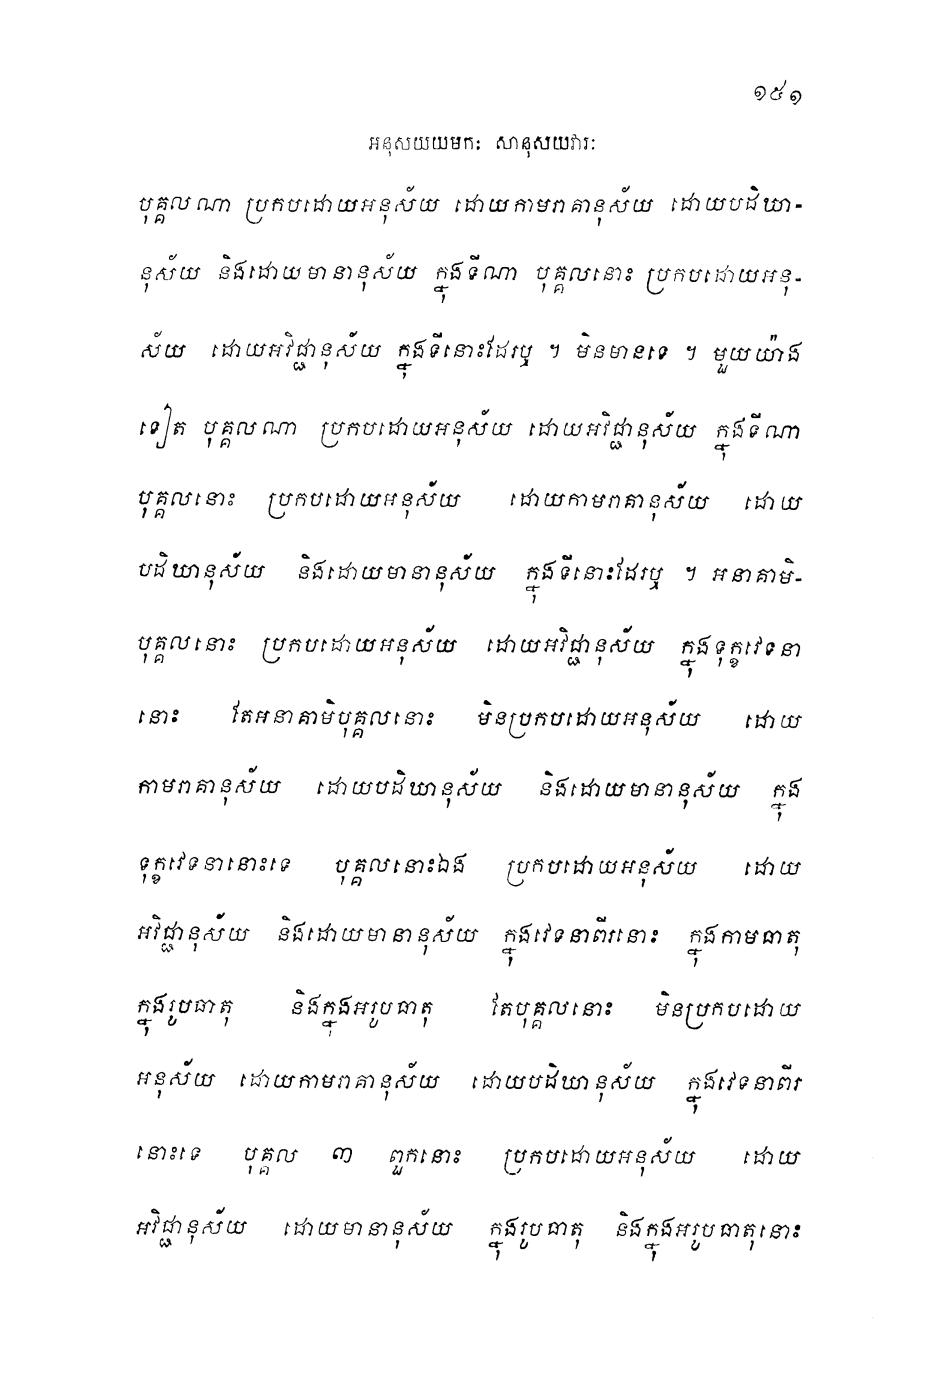 ១៥១
អនុសយយមកៈ សានុសយវារៈ
បុគ្គលណា ប្រកបដោយអនុស័យ ដោយកាមរាគានុស័យ ដោយបដិឃា-
នុស័យ និងដោយមានានុស័យ ក្នុងទីណា បុគ្គលនោះ ប្រកបដោយអនុ-
ស័យ ដោយអវិជ្ជានុស័យ ក្នុងទីនោះដែរឬ ។ មិនមានទេ ។ មួយយ៉ាង
ទៀត បុគ្គលណា ប្រកបដោយអនុស័យ ដោយអវិជ្ជានុស័យ ក្នុងទីណា
បុគ្គលនោះ ប្រកបដោយអនុស័យ ដោយកាមរាគានុស័យ ដោយ
បដិឃានុស័យ និងដោយមានានុស័យ ក្នុងទីនោះដែរឬ ។ អនាគាមិ-
បុគ្គលនោះ ប្រកបដោយអនុស័យ ដោយអវិជ្ជានុស័យ ក្នុងទុក្ខវេទនា
នោះ តែអនាគាមិបុគ្គលនោះ មិនប្រកបដោយអនុស័យ ដោយ
កាមរាគានុស័យ ដោយបដិឃានុស័យ និងដោយមានានុស័យ ក្នុង
ទុក្ខវេទនានោះទេ បុគ្គលនោះឯង ប្រកបដោយអនុស័យ ដោយ
អវិជ្ជានុស័យ និងដោយមានានុស័យ ក្នុងវេទនាពីរនោះ ក្នុងកាមធាតុ
ក្នុងរូបធាតុ និងក្នុងអរូបធាតុ តែបុគ្គលនោះ មិនប្រកបដោយ
អនុស័យ ដោយកាមរាគានុស័យ ដោយបដិឃានុស័យ ក្នុងវេទនាពីរ
នោះទេ បុគ្គល ៣ ពួកនោះ ប្រកបដោយអនុស័យ ដោយ
អវិជ្ជានុស័យ ដោយមានានុស័យ ក្នុងរូបធាតុ និងក្នុងអរូបធាតុនោះ